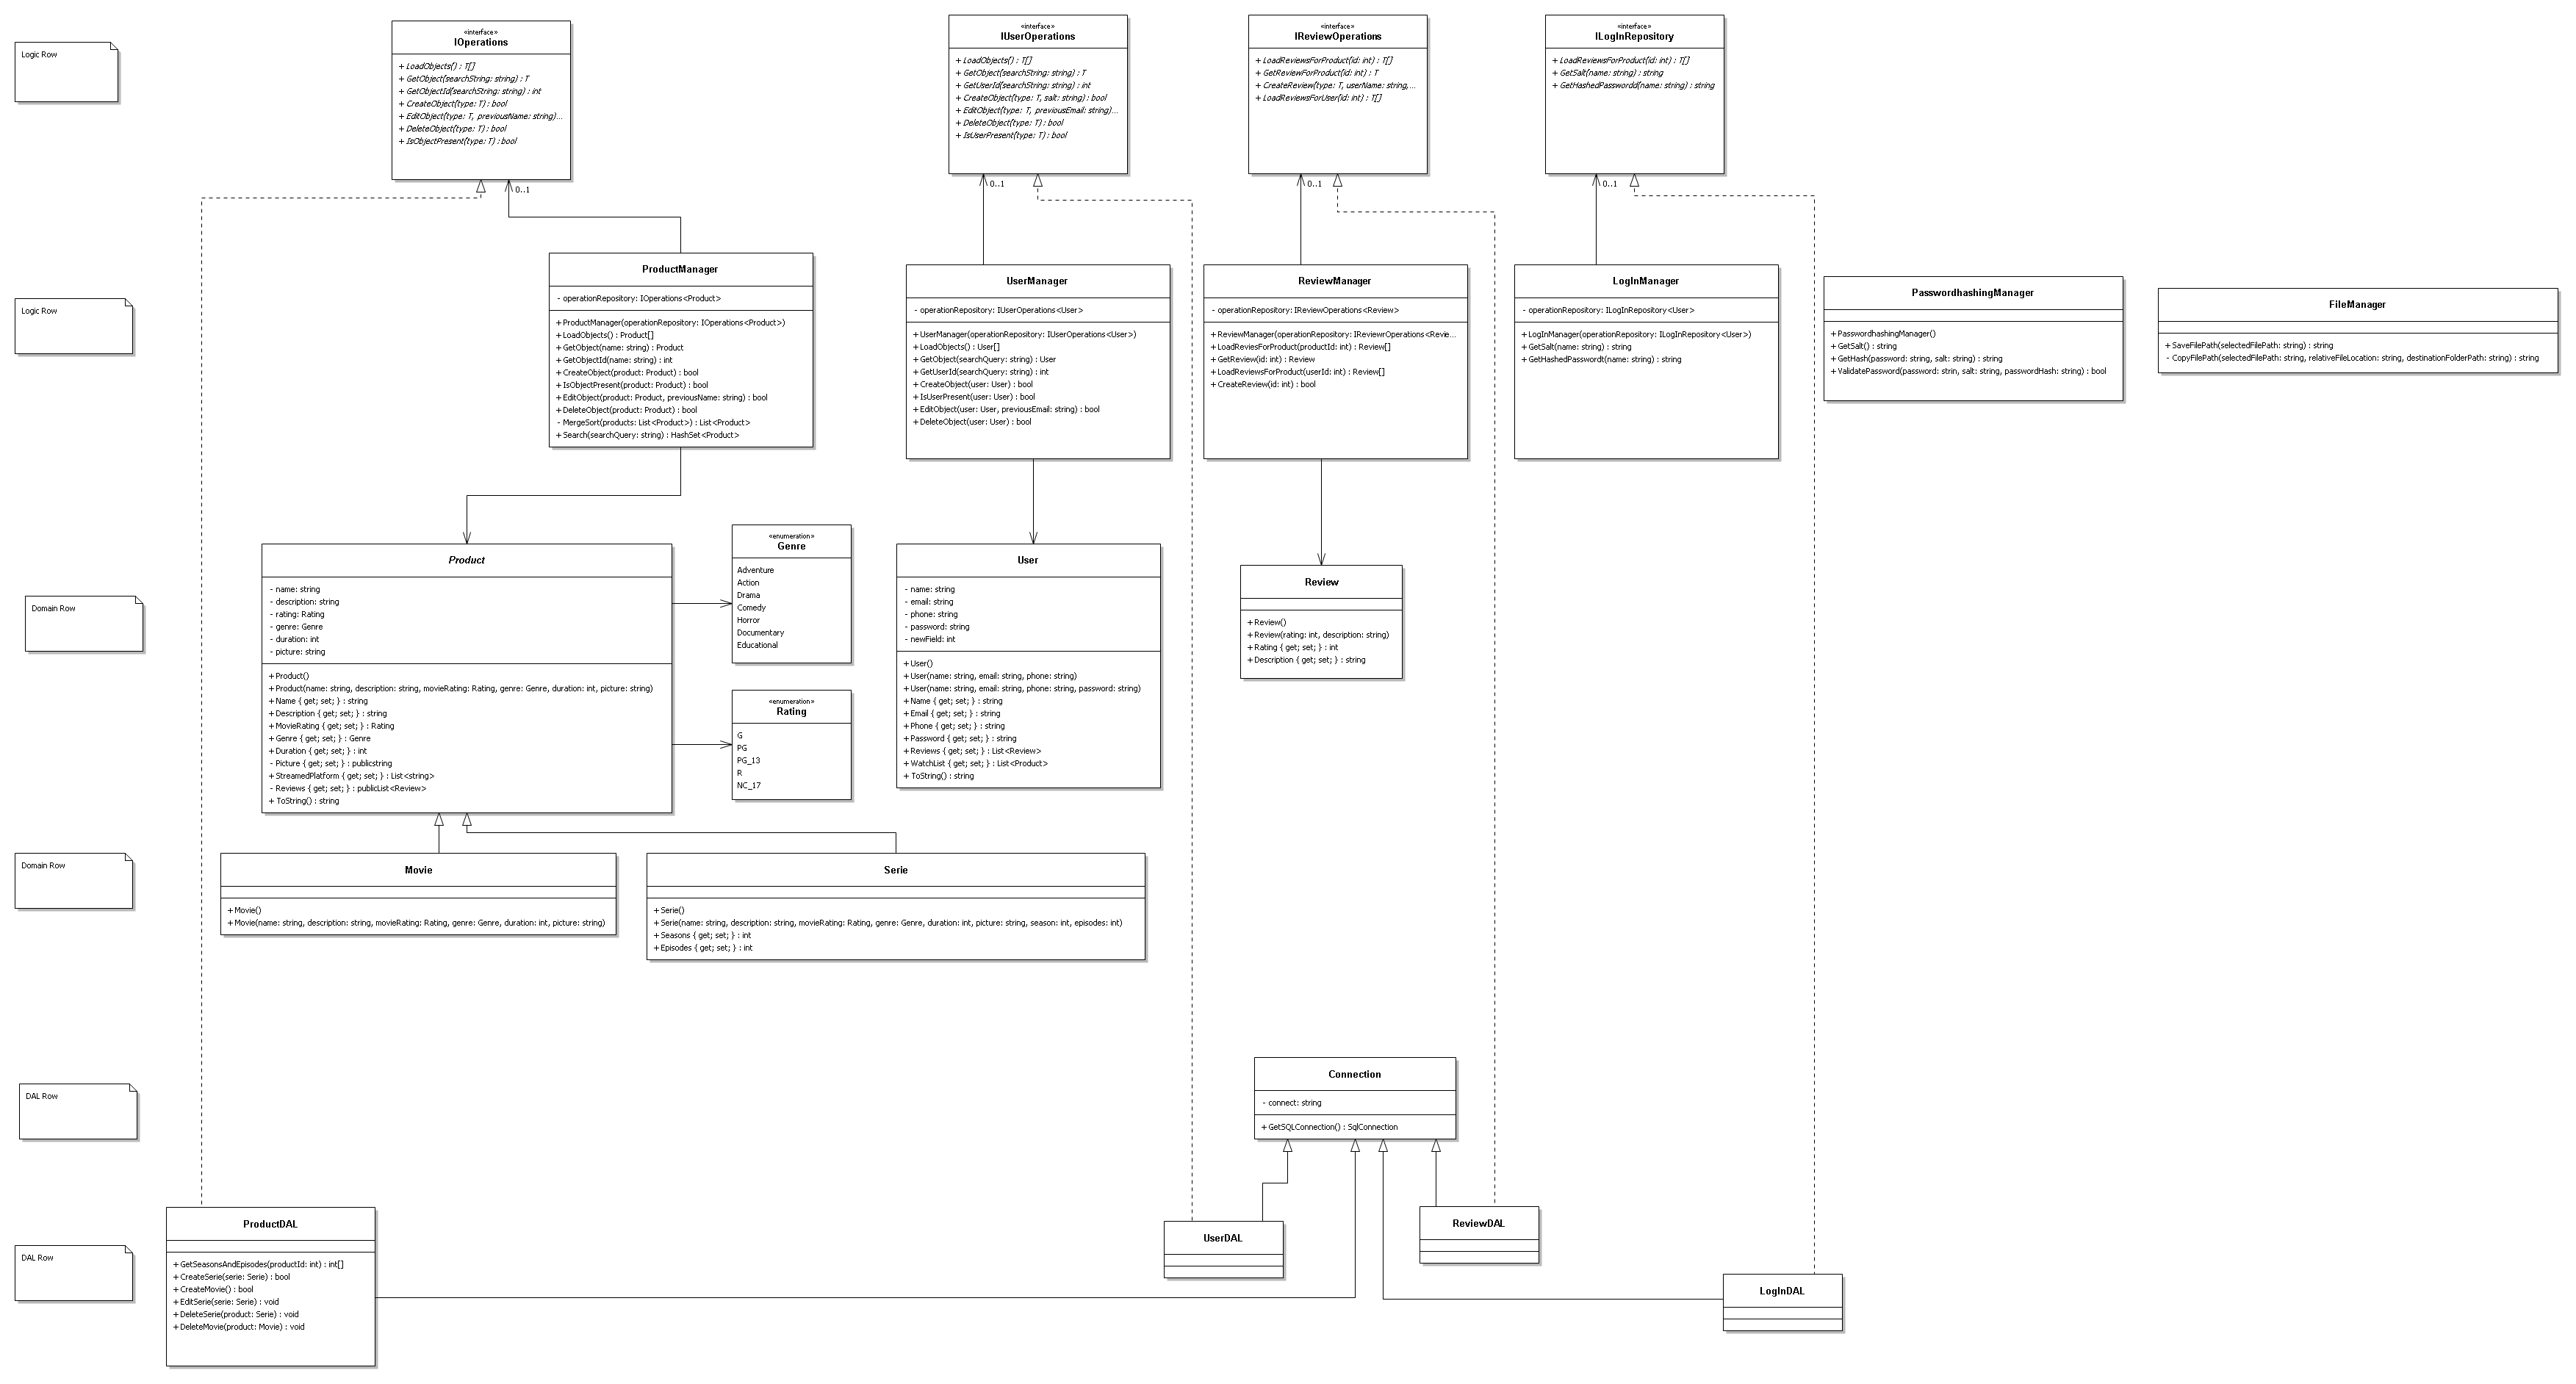 Logic Row
«interface»
IOperations
+ LoadObjects() : T[]
+ GetObject(searchString: string) : T
+ GetObjectId(searchString: string) : int
+ CreateObject(type: T) : bool
+ EditObject(type: T, previousName: string)...
+ DeleteObject(type: T) : bool
+ IsObjectPresent(type: T) : bool
0..1
«interface»
IUserOperations
+ LoadObjects() : T[]
+ GetObject(searchString: string) : T
+ GetUserId(searchString: string) : int
+ CreateObject(type: T, salt: string) : bool
+ EditObject(type: T, previousEmail: string)...
+ DeleteObject(type: T) : bool
+ IsUserPresent(type: T) : bool
0..1
«interface»
IReviewOperations
+ LoadReviewsForProduct(id: int) : T[]
+ GetReviewForProduct(id: int) : T
+ CreateReview(type: T, userName: string,...
+ LoadReviewsForUser(id: int) : T[]
0..1
«interface»
ILogInRepository
+ LoadReviewsForProduct(id: int) : T[]
+ GetSalt(name: string) : string
+ GetHashedPasswordd(name: string) : string
0..1
Logic Row
ProductManager
- operationRepository: IOperations<Product>
+ ProductManager(operationRepository: IOperations<Product>)
+ LoadObjects() : Product[]
+ GetObject(name: string) : Product
+ GetObjectId(name: string) : int
+ CreateObject(product: Product) : bool
+ IsObjectPresent(product: Product) : bool
+ EditObject(product: Product, previousName: string) : bool
+ DeleteObject(product: Product) : bool
- MergeSort(products: List<Product>) : List<Product>
+ Search(searchQuery: string) : HashSet<Product>
UserManager
- operationRepository: IUserOperations<User>
+ UserManager(operationRepository: IUserOperations<User>)
+ LoadObjects() : User[]
+ GetObject(searchQuery: string) : User
+ GetUserId(searchQuery: string) : int
+ CreateObject(user: User) : bool
+ IsUserPresent(user: User) : bool
+ EditObject(user: User, previousEmail: string) : bool
+ DeleteObject(user: User) : bool
ReviewManager
- operationRepository: IReviewOperations<Review>
+ ReviewManager(operationRepository: IReviewrOperations<Revie...
+ LoadReviesForProduct(productId: int) : Review[]
+ GetReview(id: int) : Review
+ LoadReviewsForProduct(userId: int) : Review[]
+ CreateReview(id: int) : bool
LogInManager
- operationRepository: ILogInRepository<User>
+ LogInManager(operationRepository: ILogInRepository<User>)
+ GetSalt(name: string) : string
+ GetHashedPasswordt(name: string) : string
PasswordhashingManager
+ PasswordhashingManager()
+ GetSalt() : string
+ GetHash(password: string, salt: string) : string
+ ValidatePassword(password: strin, salt: string, passwordHash: string) : bool
FileManager
+ SaveFilePath(selectedFilePath: string) : string
- CopyFilePath(selectedFilePath: string, relativeFileLocation: string, destinationFolderPath: string) : string
Domain Row
Product
- name: string
- description: string
- rating: Rating
- genre: Genre
- duration: int
- picture: string
+ Product()
+ Product(name: string, description: string, movieRating: Rating, genre: Genre, duration: int, picture: string)
+ Name { get; set; } : string
+ Description { get; set; } : string
+ MovieRating { get; set; } : Rating
+ Genre { get; set; } : Genre
+ Duration { get; set; } : int
- Picture { get; set; } : publicstring
+ StreamedPlatform { get; set; } : List<string>
- Reviews { get; set; } : publicList<Review>
+ ToString() : string
«enumeration»
Genre
Adventure
Action
Drama
Comedy
Horror
Documentary
Educational
«enumeration»
Rating
G
PG
PG_13
R
NC_17
User
- name: string
- email: string
- phone: string
- password: string
- newField: int
+ User()
+ User(name: string, email: string, phone: string)
+ User(name: string, email: string, phone: string, password: string)
+ Name { get; set; } : string
+ Email { get; set; } : string
+ Phone { get; set; } : string
+ Password { get; set; } : string
+ Reviews { get; set; } : List<Review>
+ WatchList { get; set; } : List<Product>
+ ToString() : string
Review
+ Review()
+ Review(rating: int, description: string)
+ Rating { get; set; } : int
+ Description { get; set; } : string
Domain Row
Movie
+ Movie()
+ Movie(name: string, description: string, movieRating: Rating, genre: Genre, duration: int, picture: string)
Serie
+ Serie()
+ Serie(name: string, description: string, movieRating: Rating, genre: Genre, duration: int, picture: string, season: int, episodes: int)
+ Seasons { get; set; } : int
+ Episodes { get; set; } : int
DAL Row
Connection
- connect: string
+ GetSQLConnection() : SqlConnection
DAL Row
ProductDAL
+ GetSeasonsAndEpisodes(productId: int) : int[]
+ CreateSerie(serie: Serie) : bool
+ CreateMovie() : bool
+ EditSerie(serie: Serie) : void
+ DeleteSerie(product: Serie) : void
+ DeleteMovie(product: Movie) : void
UserDAL
ReviewDAL
LogInDAL